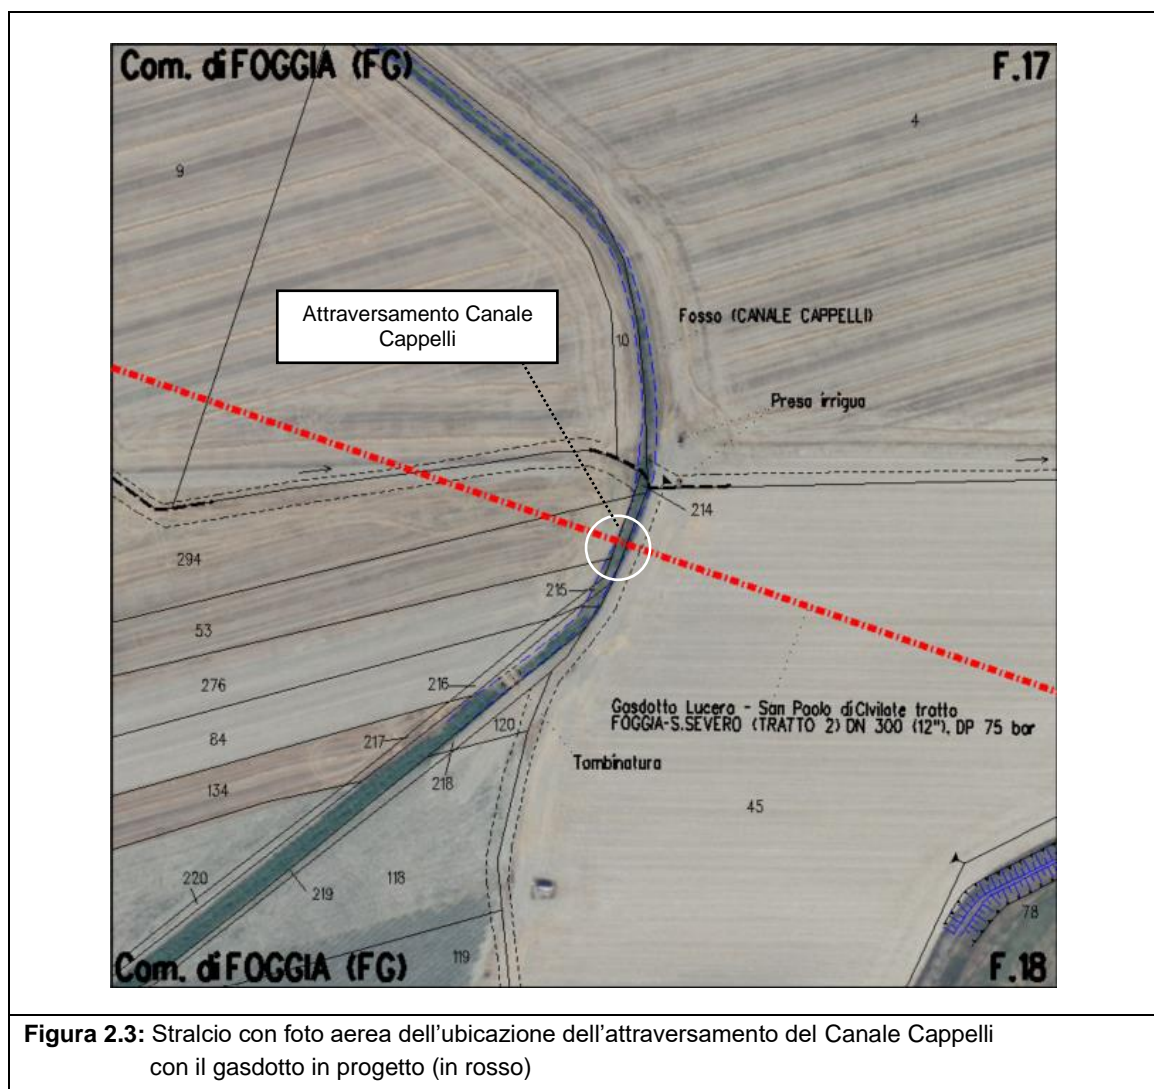 Com. di FOGGIA (FG)
F.17
4
9
Attraversamento Canale
Cappelli
10
Fosso (CANALE CAPPELLI)
Presa irrigua
214
294
215
53
276
216
84
120
217
218
134
Gasdotto Lucera - San Paolo di Civilate tratto
FOGGIA-S.SEVERO (TRATTO 2) DN 300 (12"), DP 75 bar
Tombinatura
45
220
219
118
78
119
Com. di FOGGIA (FG)
F.18
Figura 2.3: Stralcio con foto aerea dell'ubicazione dell'attraversamento del Canale Cappelli
con il gasdotto in progetto (in rosso)